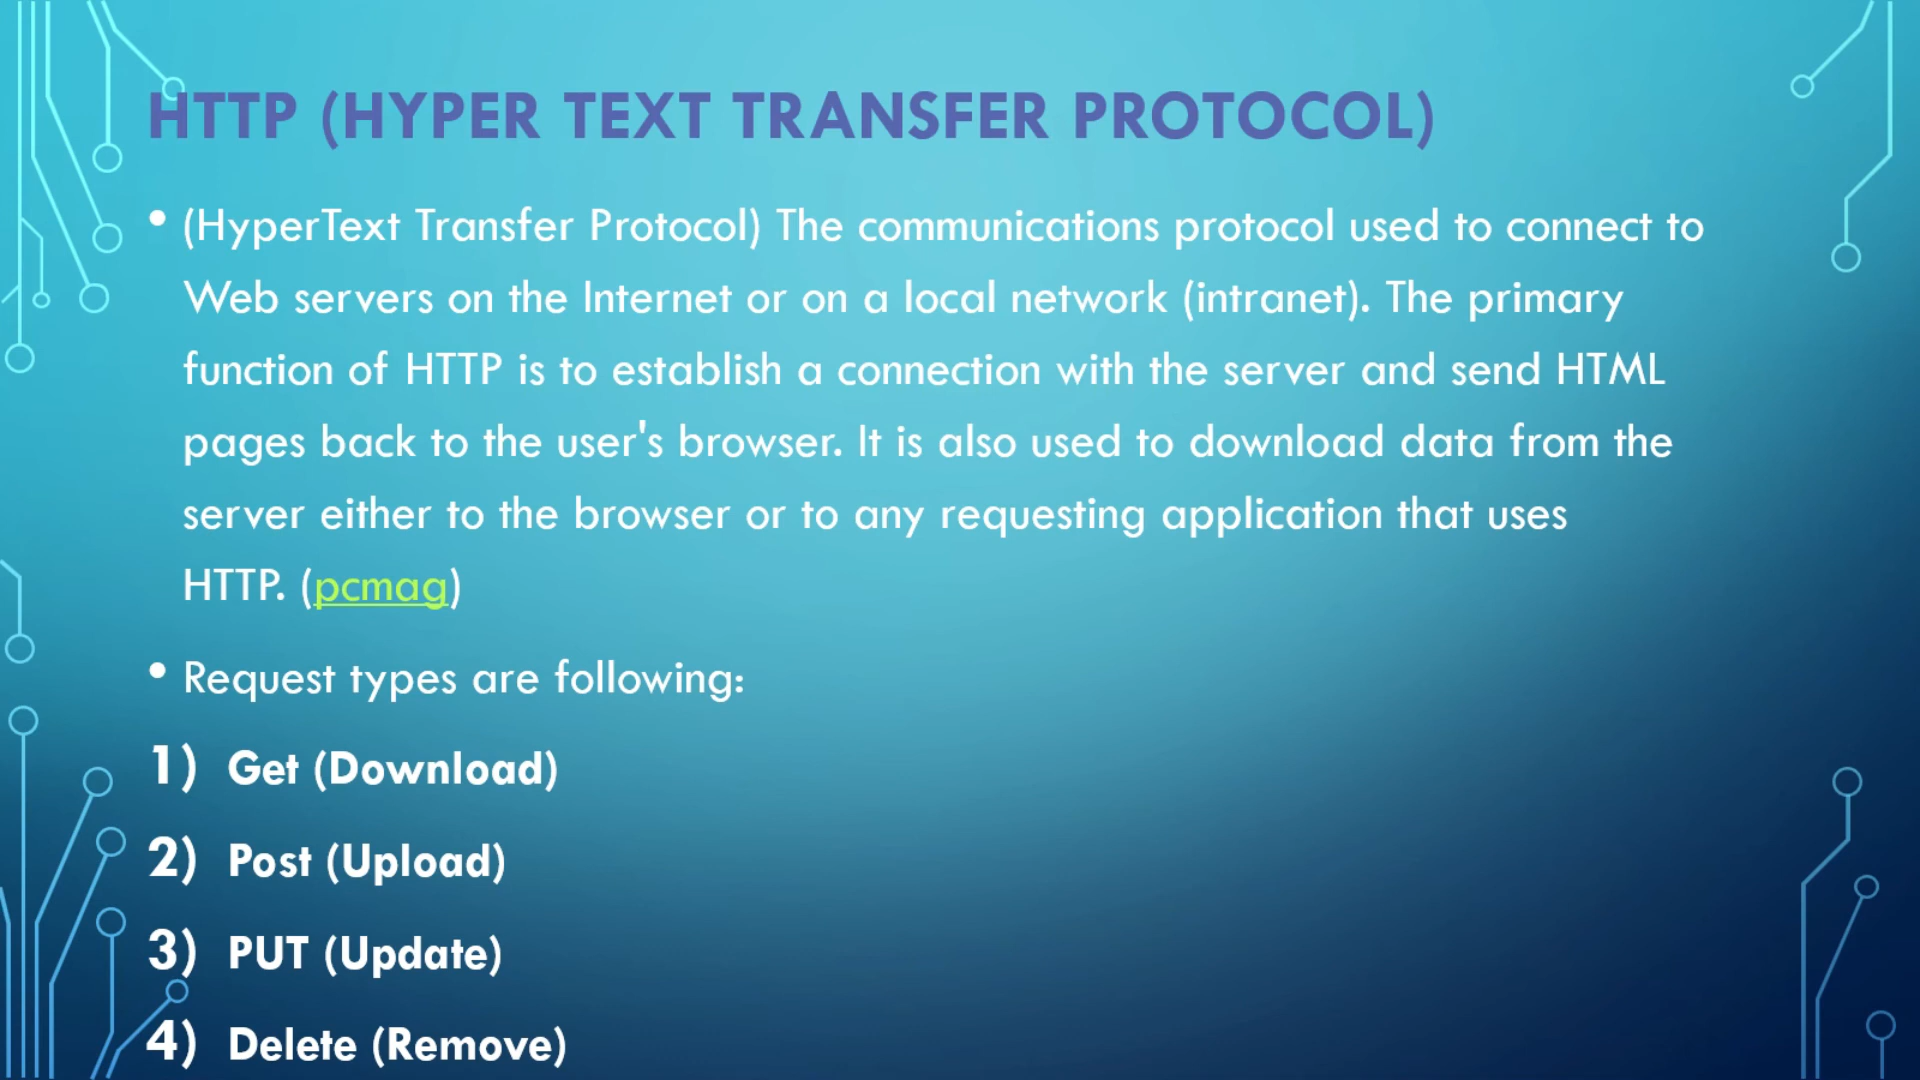 HTTP (HYPER TEXT TRANSFER PROTOCOL)
• (HyperText Transfer Protocol) The communications protocol used to connect to
Web servers on the Internet or on a local network (intranet). The primary
function of HTTP is to establish a connection with the server and send HTML
pages back to the user's browser. It is also used to download data from the
server either to the browser or to any requesting application that uses
HTTP. (pcmag)
• Request types are following:
1) Get (Download)
2) Post (Upload)
3) PUT (Update)
4) Delete (Remove)